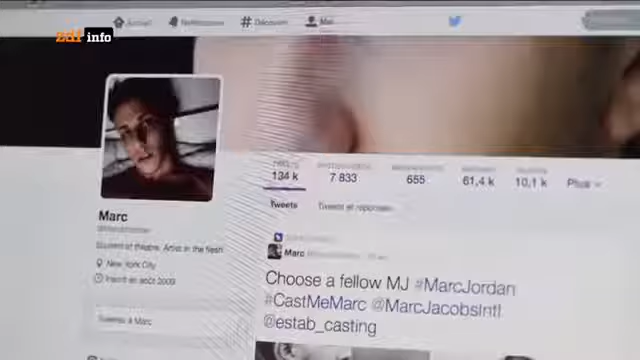 zdf info
Accueil Notifications # Découvrir Moi
134 k 7 833 655 61,4 k 10,1 k Plus
Tweets Tweets et réponses
Marc
Student of theatre. Artist in the flesh
New York City
Inscrit en août 2009
Tweeter à Marc
Marc
Choose a fellow MJ #MarcJordan
#CastMeMarc @MarcJacobsIntl
@estab_casting